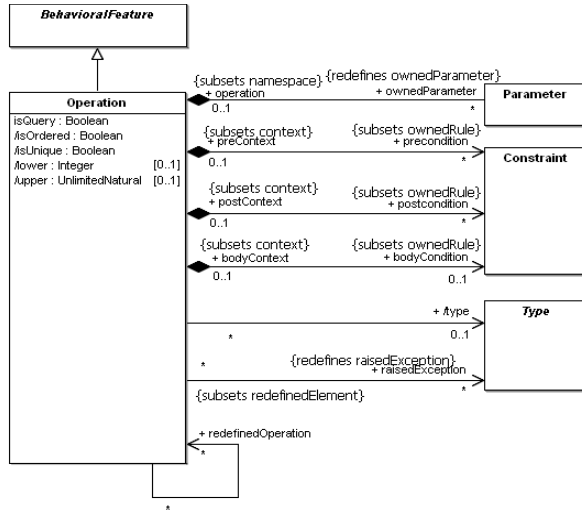 BehavioralFeature
Operation
isQuery : Boolean
/isOrdered : Boolean
/isUnique : Boolean
/lower : Integer [0..1]
/upper : UnlimitedNatural [0..1]
{subsets namespace} {redefines ownedParameter}
+ operation + ownedParameter
0..1 *
Parameter
{subsets context} {subsets ownedRule}
+ preContext + precondition
0..1 *
Constraint
{subsets context} {subsets ownedRule}
+ postContext + postcondition
0..1 *
{subsets context} {subsets ownedRule}
+ bodyContext + bodyCondition
0..1 0..1
+ /type
* 0..1
Type
* {redefines raisedException}
+ raisedException
{subsets redefinedElement} *
+ redefinedOperation
*
*